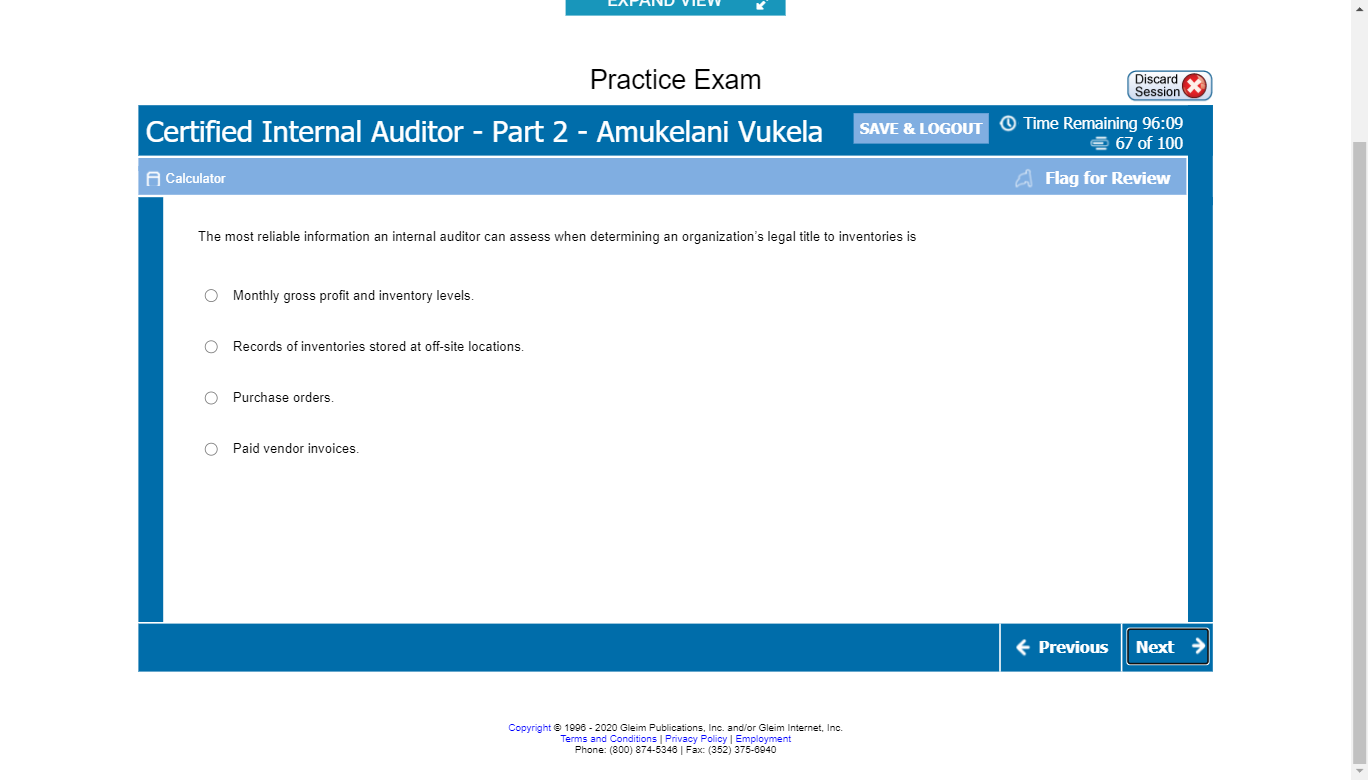 EXPAND VIEW
Practice Exam
Discard
Session
Certified Internal Auditor - Part 2 - Amukelani Vukela
SAVE & LOGOUT
Time Remaining 96:09
67 of 100
Calculator
Flag for Review
The most reliable information an internal auditor can assess when determining an organization's legal title to inventories is
Monthly gross profit and inventory levels.
Records of inventories stored at off-site locations.
Purchase orders.
Paid vendor invoices.
Previous
Next
Copyright © 1996 - 2020 Gleim Publications, Inc. and/or Gleim Internet, Inc.
Terms and Conditions | Privacy Policy | Employment
Phone: (800) 874-5346 | Fax: (352) 375-6940